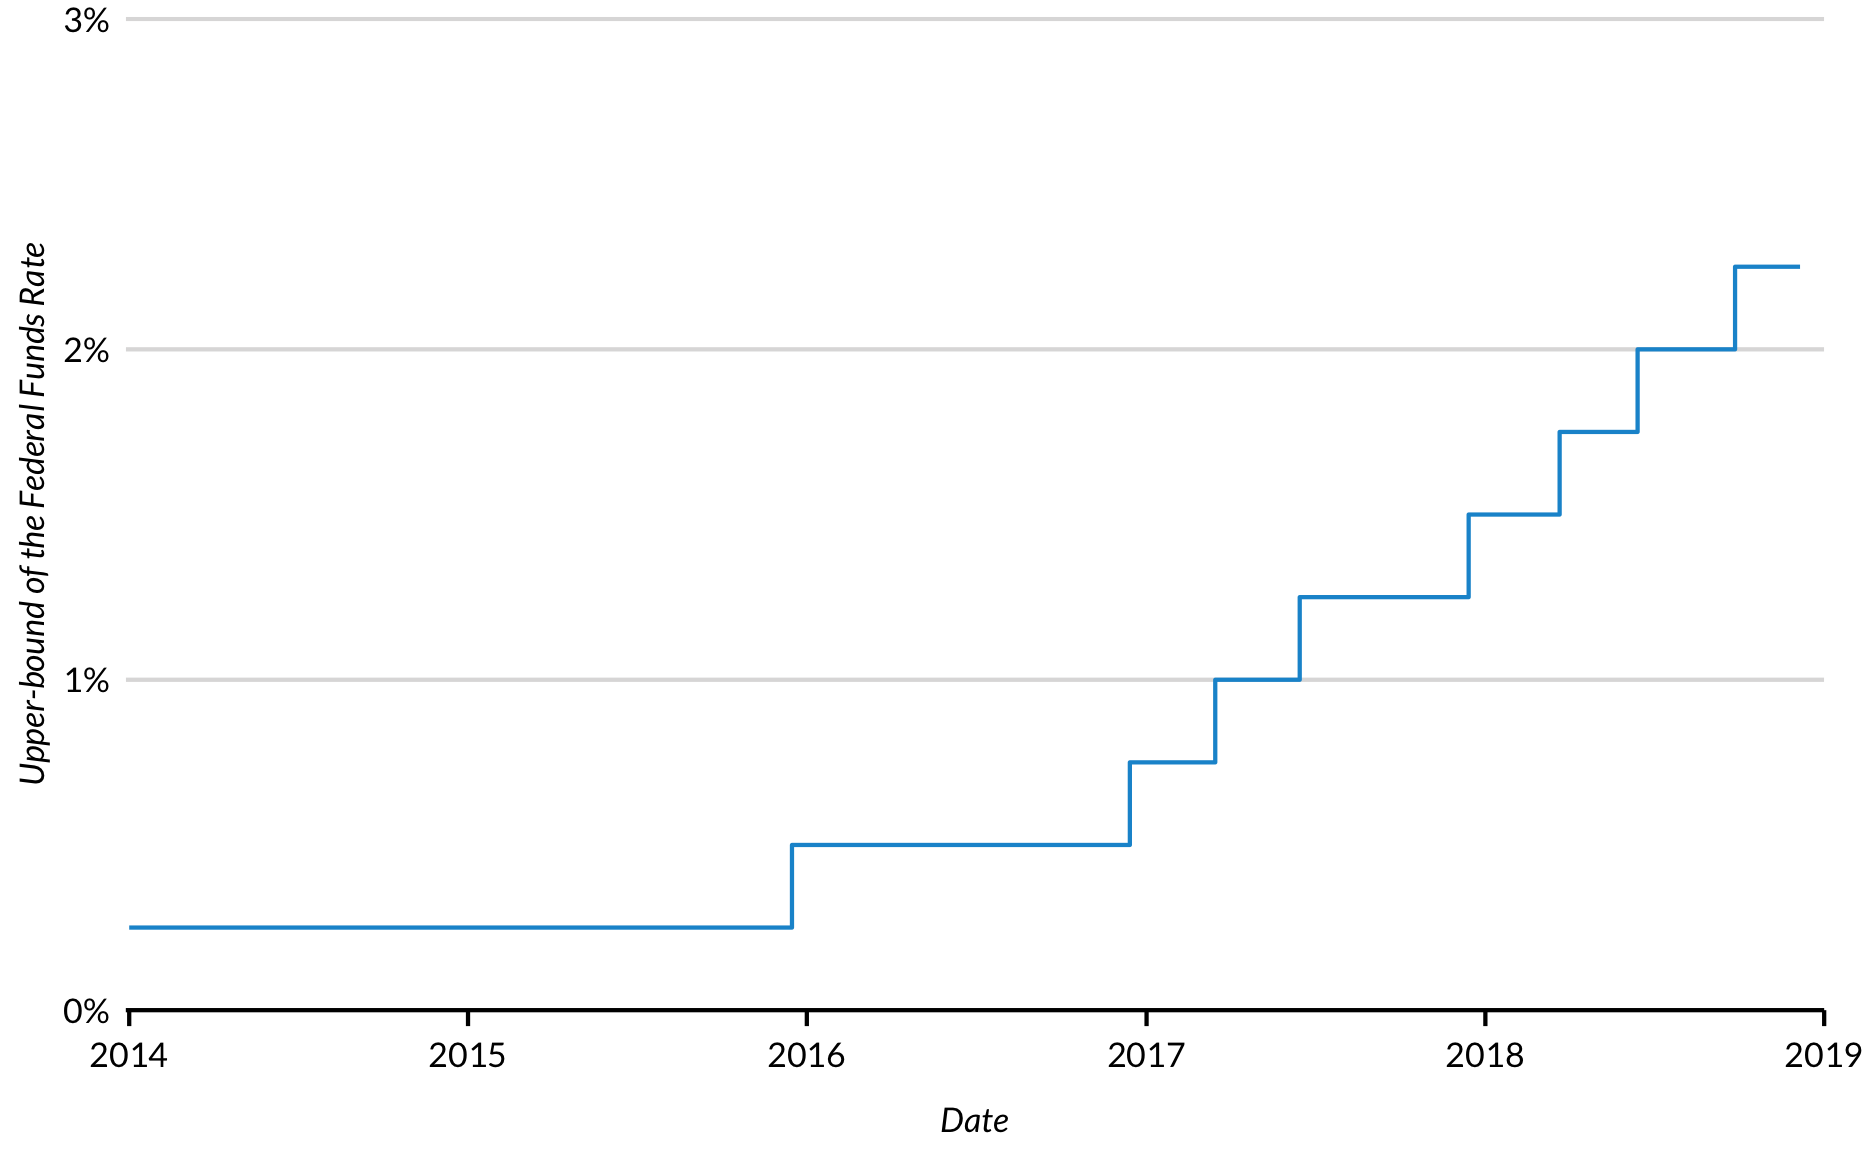 3%
2%
1%
0%
Upper-bound of the Federal Funds Rate
2014 2015 2016 2017 2018 2019
Date